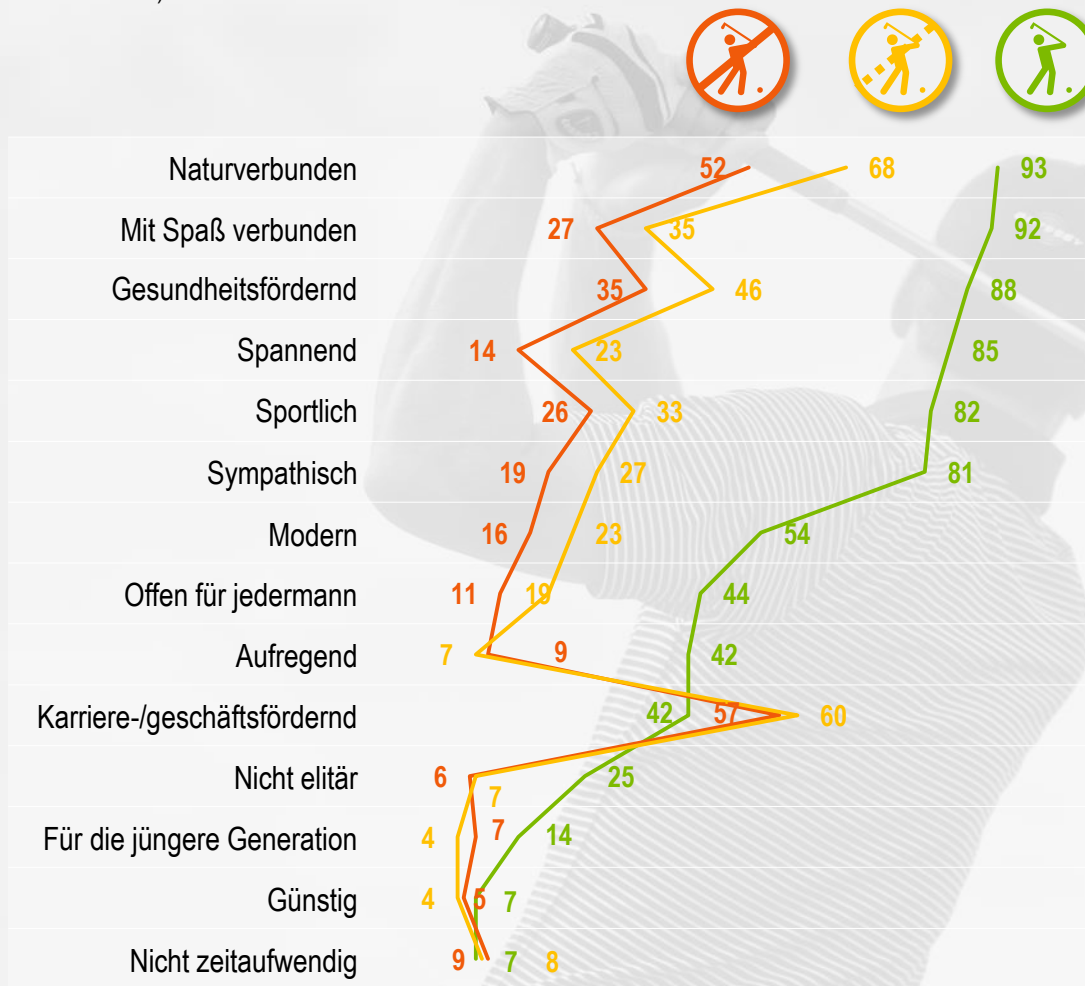 Naturverbunden 52 68 93
Mit Spaß verbunden 27 35 92
Gesundheitsfördernd 35 46 88
Spannend 14 23 85
Sportlich 26 33 82
Sympathisch 19 27 81
Modern 16 23 54
Offen für jedermann 11 19 44
Aufregend 7 9 42
Karriere-/geschäftsfördernd 42 57 60
Nicht elitär 6 7 25
Für die jüngere Generation 4 7 14
Günstig 4 5 7
Nicht zeitaufwendig 9 7 8